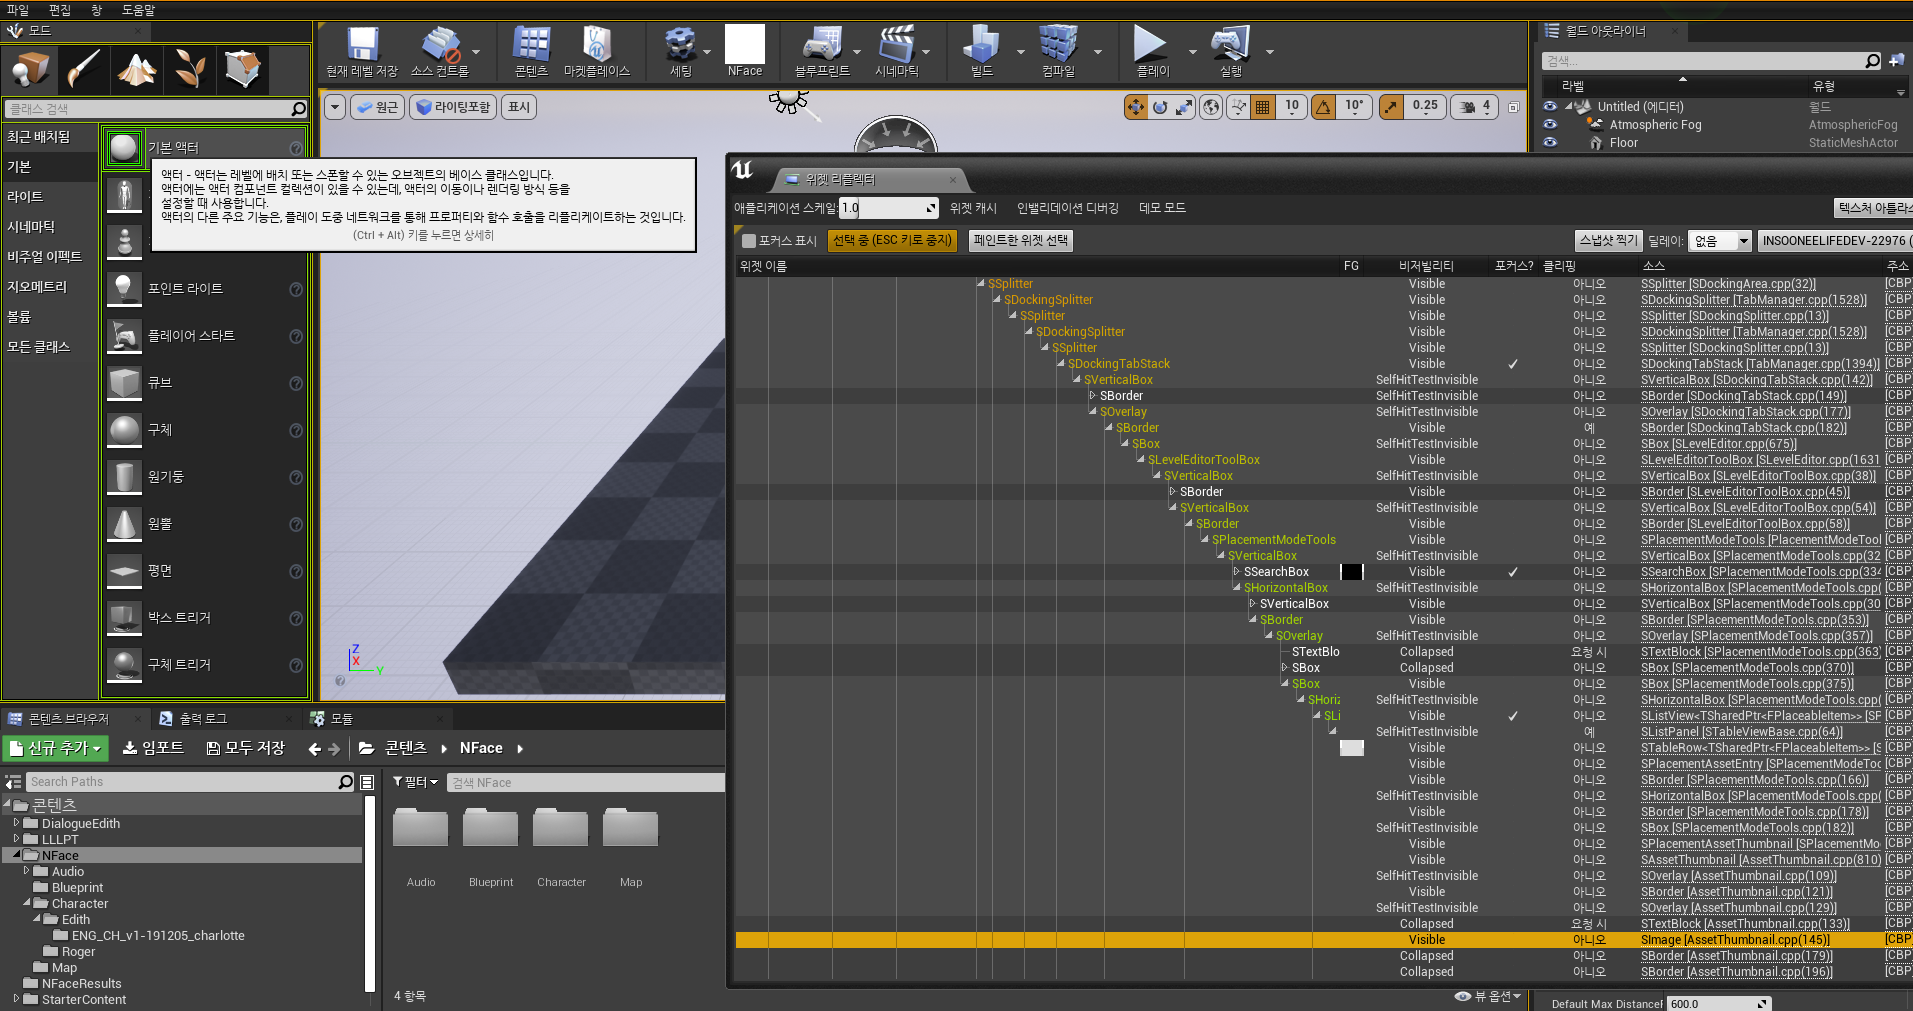 파일 편집 창 도움말
모드
클래스 검색
최근 배치됨
기본
라이트
시네마틱
비주얼 이펙트
지오메트리
볼륨
모든 클래스
기본 액터
액터 - 액터는 레벨에 배치 또는 스폰할 수 있는 오브젝트의 베이스 클래스입니다.
액터에는 액터 컴포넌트 컬렉션이 있을 수 있는데, 액터의 이동이나 렌더링 방식 등을
설정할 때 사용합니다.
액터의 다른 주요 기능은, 플레이 도중 네트워크를 통해 프로퍼티와 함수 호출을 리플리케이트하는 것입니다.
(Ctrl + Alt) 키를 누르면 상세히
포인트 라이트
플레이어 스타트
큐브
구체
원기둥
원뿔
평면
박스 트리거
구체 트리거
현재 레벨 저장 소스 컨트롤 콘텐츠 마켓플레이스 세팅 NFace 블루프린트 시네마틱 빌드 컴파일 플레이 실행
원근 라이팅포함 표시 10 10° 0.25 4
Z
X
Y
월드 아웃라이너
검색...
라벨 유형
Untitled (에디터) 월드
Atmospheric Fog AtmosphericFog
Floor StaticMeshActor
위젯 리플렉터
애플리케이션 스케일: 1.0 위젯 캐시 인밸리데이션 디버깅 데모 모드 텍스처 아틀라스
포커스 표시 선택 중 (ESC 키로 중지) 페인트한 위젯 선택 스냅샷 찍기 딜레이: 없음 INSOONEELIFEDEV-22976 (
위젯 이름 FG 비저빌리티 포커스? 클리핑 소스 주소
SSplitter Visible 아니오 SSplitter [SDockingArea.cpp(32)] [CBP
SDockingSplitter Visible 아니오 SDockingSplitter [TabManager.cpp(1528)] [CBP
SSplitter Visible 아니오 SSplitter [SDockingSplitter.cpp(13)] [CBP
SDockingSplitter Visible 아니오 SDockingSplitter [TabManager.cpp(1528)] [CBP
SSplitter Visible 아니오 SSplitter [SDockingSplitter.cpp(13)] [CBP
SDockingTabStack Visible ✓ 아니오 SDockingTabStack [TabManager.cpp(1394)] [CBP
SVerticalBox SelfHitTestInvisible 아니오 SVerticalBox [SDockingTabStack.cpp(142)] [CBP
SBorder SelfHitTestInvisible 아니오 SBorder [SDockingTabStack.cpp(149)] [CBP
SOverlay SelfHitTestInvisible 아니오 SOverlay [SDockingTabStack.cpp(177)] [CBP
SBorder Visible 예 SBorder [SDockingTabStack.cpp(182)] [CBP
SBox SelfHitTestInvisible 아니오 SBox [SLevelEditor.cpp(675)] [CBP
SLevelEditorToolBox Visible 아니오 SLevelEditorToolBox [SLevelEditor.cpp(1631 [CBP
SVerticalBox SelfHitTestInvisible 아니오 SVerticalBox [SLevelEditorToolBox.cpp(38)] [CBP
SBorder Visible 아니오 SBorder [SLevelEditorToolBox.cpp(45)] [CBP
SVerticalBox SelfHitTestInvisible 아니오 SVerticalBox [SLevelEditorToolBox.cpp(54)] [CBP
SBorder Visible 아니오 SBorder [SLevelEditorToolBox.cpp(58)] [CBP
SPlacementModeTools Visible 아니오 SPlacementModeTools [PlacementModeTool [CBP
SVerticalBox SelfHitTestInvisible 아니오 SVerticalBox [SPlacementModeTools.cpp(32 [CBP
SSearchBox Visible ✓ 아니오 SSearchBox [SPlacementModeTools.cpp(334 [CBP
SHorizontalBox SelfHitTestInvisible 아니오 SHorizontalBox [SPlacementModeTools.cpp( [CBP
SVerticalBox Visible 아니오 SVerticalBox [SPlacementModeTools.cpp(30 [CBP
SBorder Visible 아니오 SBorder [SPlacementModeTools.cpp(353)] [CBP
SOverlay SelfHitTestInvisible 아니오 SOverlay [SPlacementModeTools.cpp(357)] [CBP
STextBlo Collapsed 요청 시 STextBlock [SPlacementModeTools.cpp(363) [CBP
SBox Collapsed 아니오 SBox [SPlacementModeTools.cpp(370)] [CBP
SBox Visible 아니오 SBox [SPlacementModeTools.cpp(375)] [CBP
SHoriz SelfHitTestInvisible 아니오 SHorizontalBox [SPlacementModeTools.cpp( [CBP
SLi Visible ✓ 아니오 SListView<TSharedPtr<FPlaceableItem>> [SP [CBP
SelfHitTestInvisible 예 SListPanel [STableViewBase.cpp(64)] [CBP
Visible 아니오 STableRow<TSharedPtr<FPlaceableItem>> [S [CBP
Visible 아니오 SPlacementAssetEntry [SPlacementModeToo [CBP
Visible 아니오 SBorder [SPlacementModeTools.cpp(166)] [CBP
SelfHitTestInvisible 아니오 SHorizontalBox [SPlacementModeTools.cpp( [CBP
Visible 아니오 SBorder [SPlacementModeTools.cpp(178)] [CBP
SelfHitTestInvisible 아니오 SBox [SPlacementModeTools.cpp(182)] [CBP
Visible 아니오 SPlacementAssetThumbnail [SPlacementMo [CBP
Visible 아니오 SAssetThumbnail [AssetThumbnail.cpp(810) [CBP
SelfHitTestInvisible 아니오 SOverlay [AssetThumbnail.cpp(109)] [CBP
Visible 아니오 SBorder [AssetThumbnail.cpp(121)] [CBP
SelfHitTestInvisible 아니오 SOverlay [AssetThumbnail.cpp(129)] [CBP
Collapsed 요청 시 STextBlock [AssetThumbnail.cpp(133)] [CBP
Visible 아니오 SImage [AssetThumbnail.cpp(145)] [CBP
Collapsed 아니오 SBorder [AssetThumbnail.cpp(179)] [CBP
Collapsed 아니오 SBorder [AssetThumbnail.cpp(196)] [CBP
콘텐츠 브라우저 출력 로그 모듈
신규 추가 임포트 모두 저장 콘텐츠 NFace
Search Paths
콘텐츠
DialogueEdith
LLLPT
NFace
Audio
Blueprint
Character
Edith
ENG_CH_v1-191205_charlotte
Roger
Map
NFaceResults
StarterContent
필터 검색 NFace
Audio Blueprint Character Map
4 항목 뷰 옵션
Default Max DistanceF 600.0